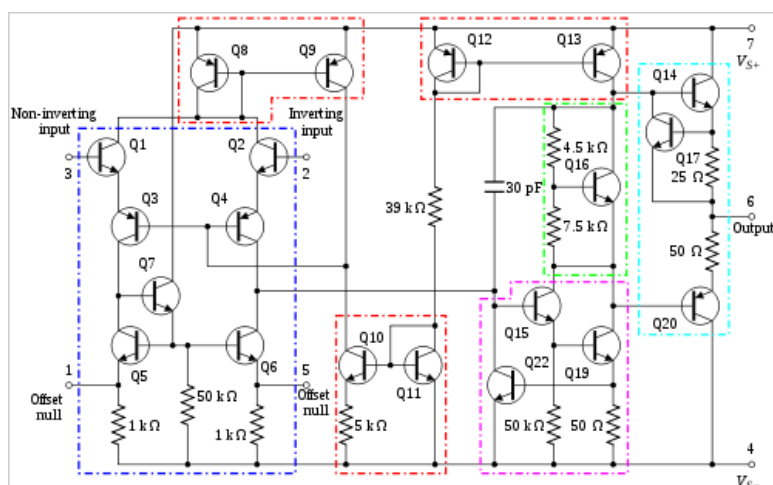 Q8
Q9
Q12
Q13
7
V_S+
Q14
Non-inverting
input
Inverting
input
Q1
Q2
3
2
4.5 kΩ
Q16
Q17
25 Ω
Q3
Q4
39 kΩ
30 pF
6
Output
7.5 kΩ
Q7
50 Ω
Q15
Q20
Q10
1
Q5
Q6
5
Q22
Q19
Offset
null
50 kΩ
Offset
null
Q11
1 kΩ
1 kΩ
5 kΩ
50 kΩ
50 Ω
4
V_S−